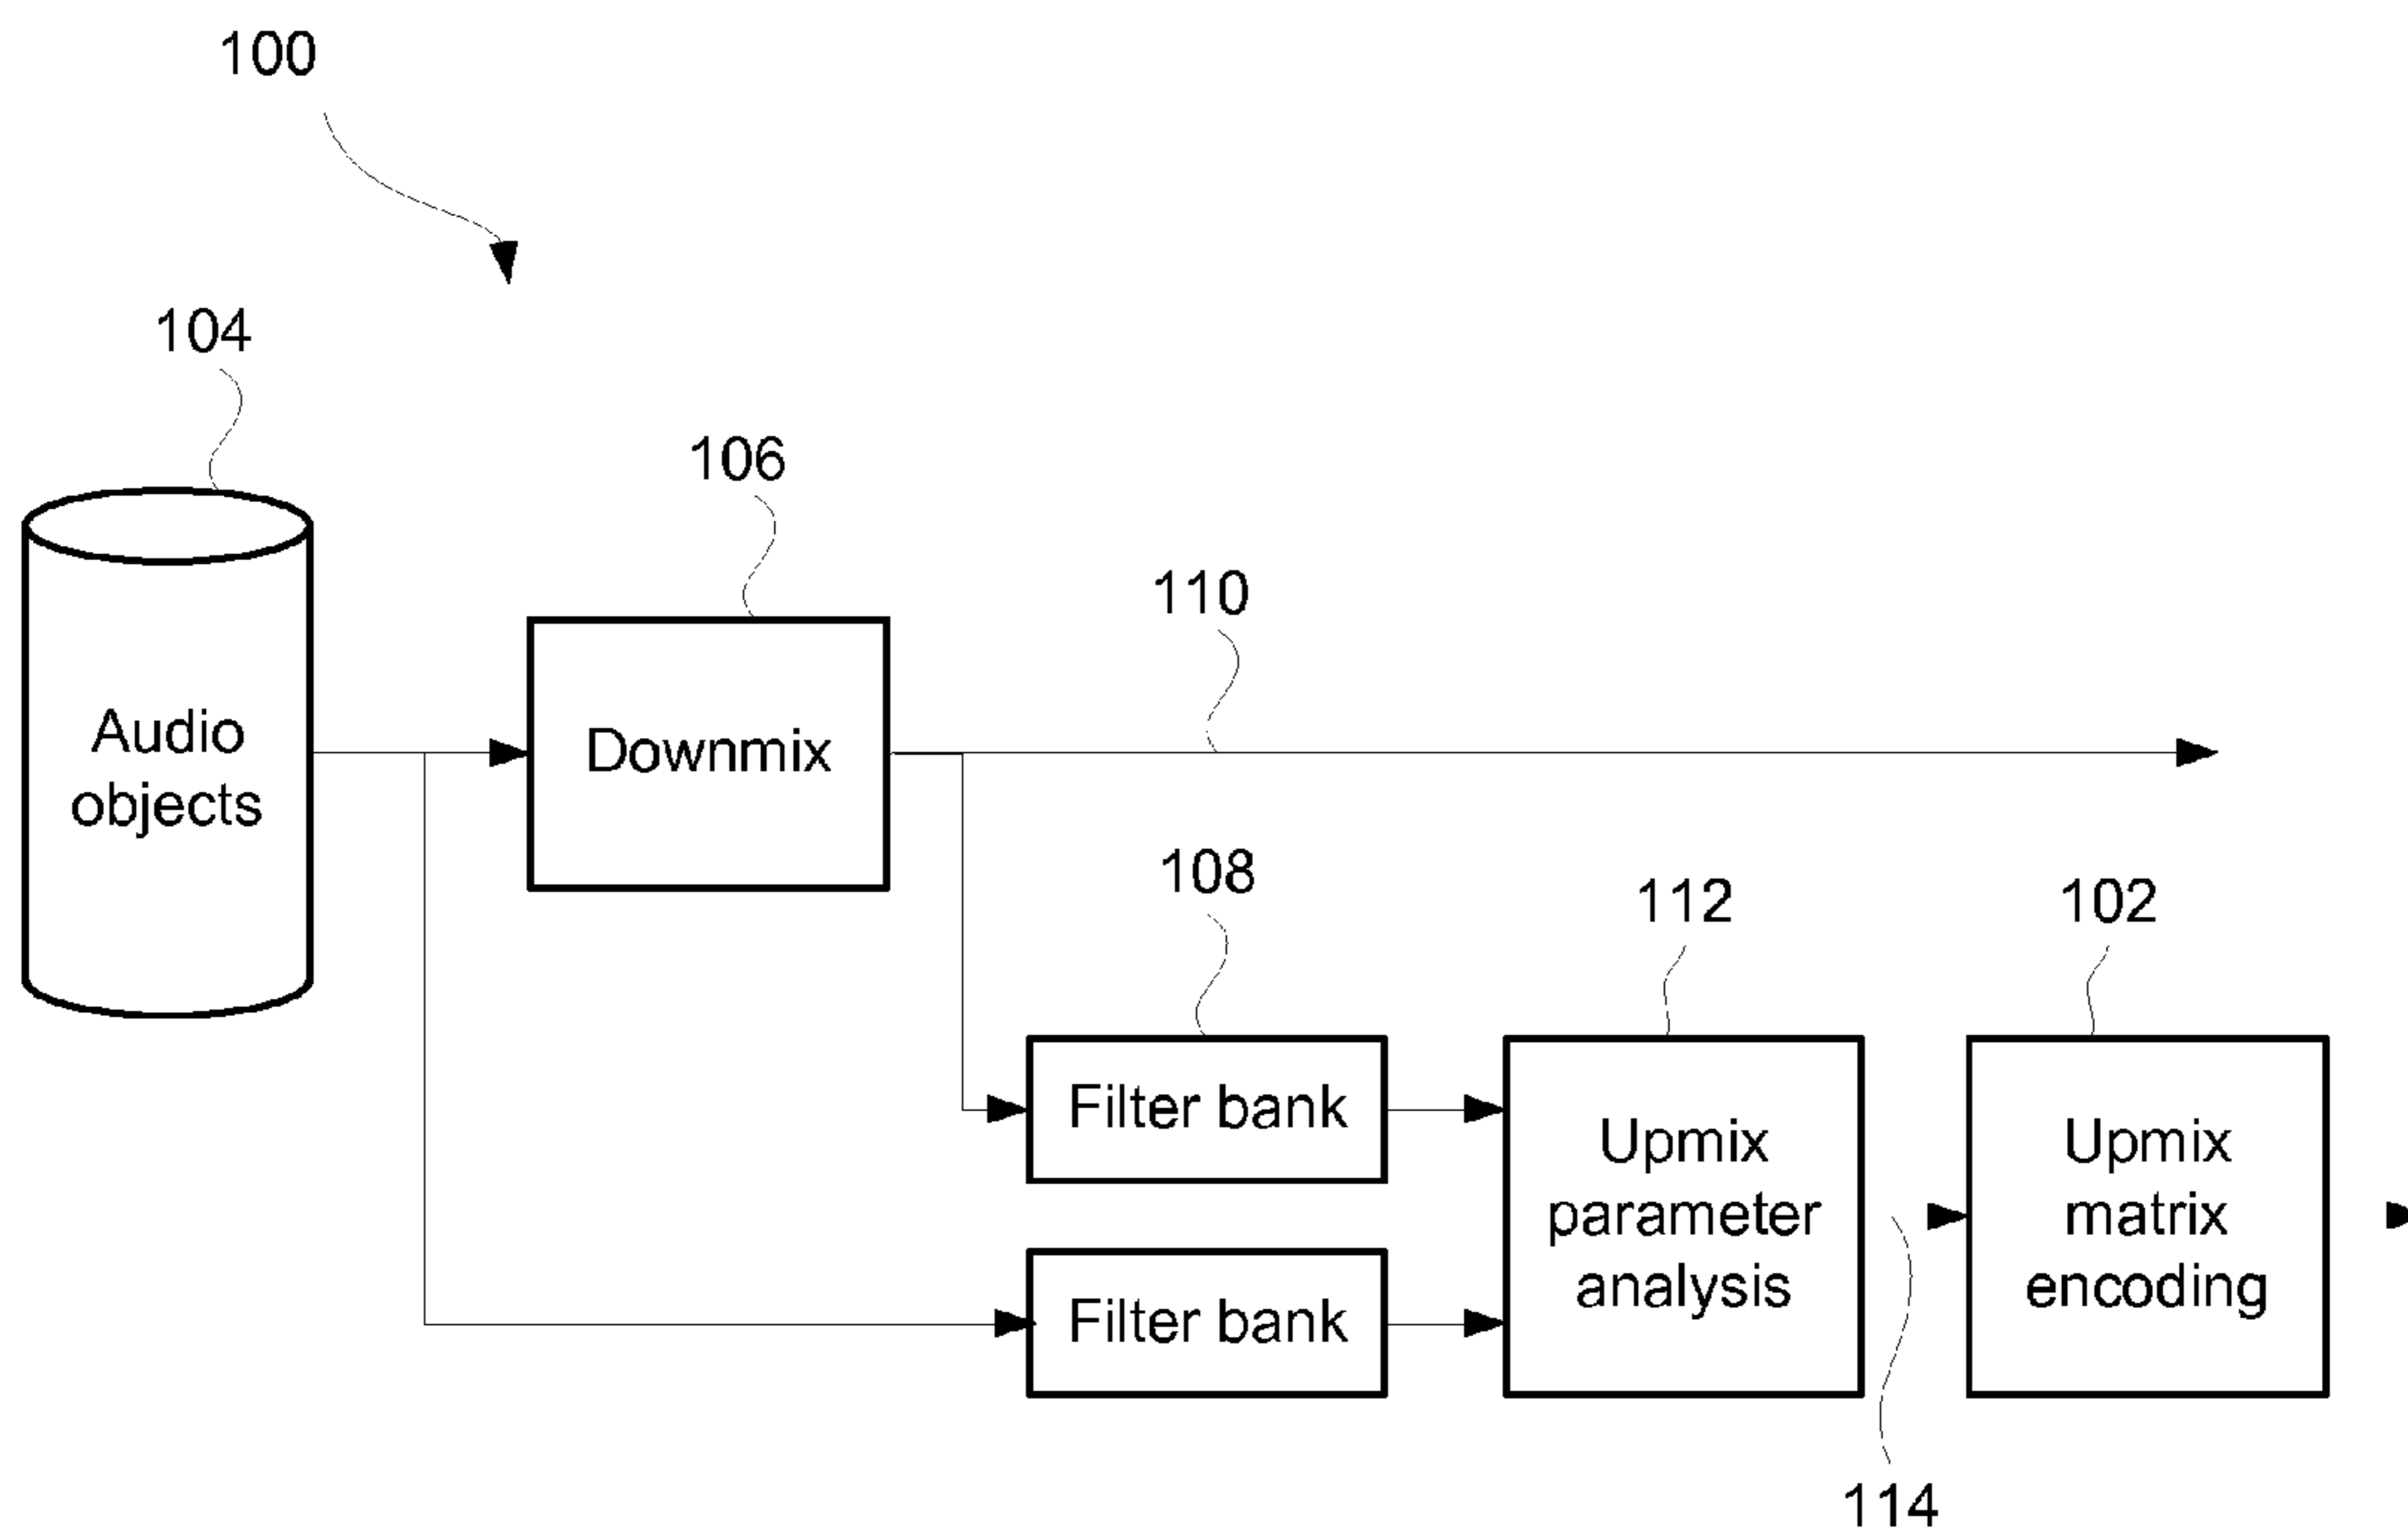 100
104
106
110
Audio
objects
Downmix
108
112
102
Filter bank
Upmix
parameter
analysis
Upmix
matrix
encoding
Filter bank
114